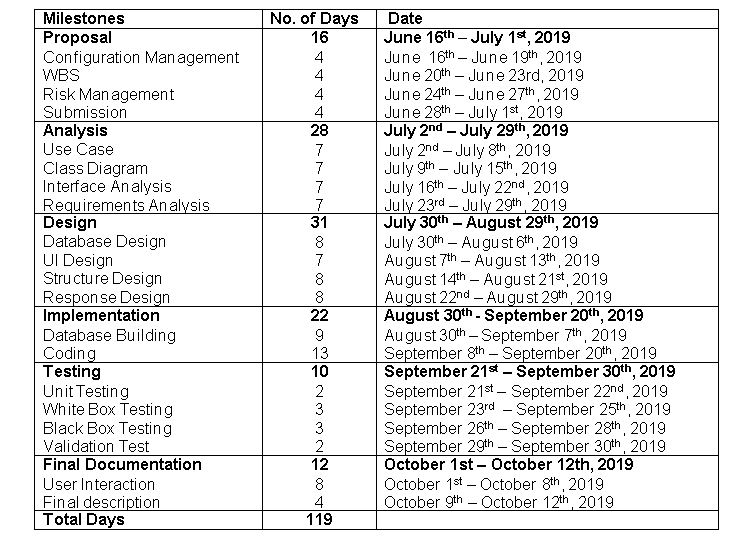 Milestones No. of Days Date
Proposal 16 June 16th – July 1st, 2019
Configuration Management 4 June 16th – June 19th, 2019
WBS 4 June 20th – June 23rd, 2019
Risk Management 4 June 24th – June 27th, 2019
Submission 4 June 28th – July 1st, 2019
Analysis 28 July 2nd – July 29th, 2019
Use Case 7 July 2nd – July 8th, 2019
Class Diagram 7 July 9th – July 15th, 2019
Interface Analysis 7 July 16th – July 22nd, 2019
Requirements Analysis 7 July 23rd – July 29th, 2019
Design 31 July 30th – August 29th, 2019
Database Design 8 July 30th – August 6th, 2019
UI Design 7 August 7th – August 13th, 2019
Structure Design 8 August 14th – August 21st, 2019
Response Design 8 August 22nd – August 29th, 2019
Implementation 22 August 30th - September 20th, 2019
Database Building 9 August 30th – September 7th, 2019
Coding 13 September 8th – September 20th, 2019
Testing 10 September 21st – September 30th, 2019
Unit Testing 2 September 21st – September 22nd, 2019
White Box Testing 3 September 23rd – September 25th, 2019
Black Box Testing 3 September 26th – September 28th, 2019
Validation Test 2 September 29th – September 30th, 2019
Final Documentation 12 October 1st – October 12th, 2019
User Interaction 8 October 1st – October 8th, 2019
Final description 4 October 9th – October 12th, 2019
Total Days 119